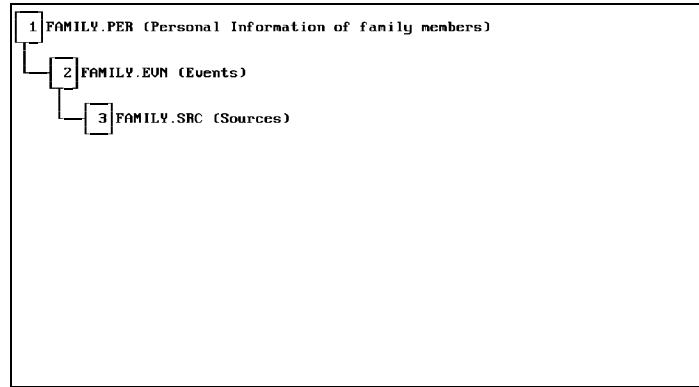 1 FAMILY.PER (Personal Information of family members)
2 FAMILY.EVN (Events)
3 FAMILY.SRC (Sources)